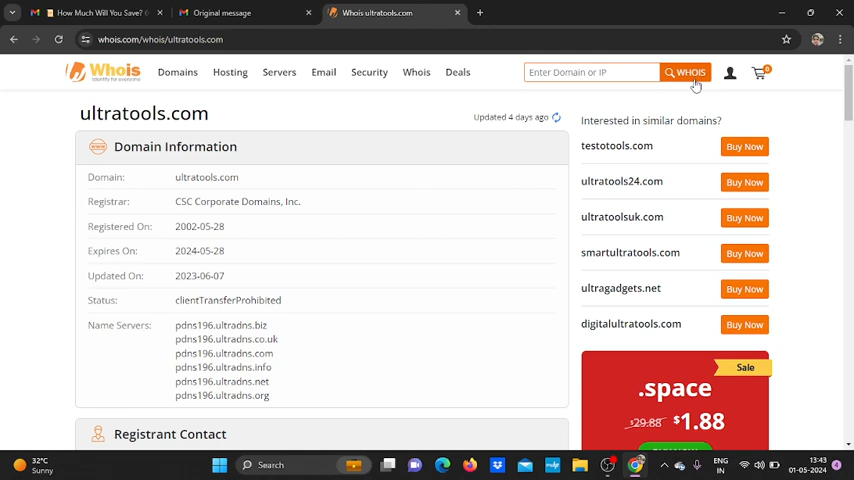 How Much Will You Save?
Original message
Whois ultratools.com
whois.com/whois/ultratools.com
Whois
Identity for everyone
Domains
Hosting
Servers
Email
Security
Whois
Deals
Enter Domain or IP
WHOIS
0
ultratools.com
Updated 4 days ago
Interested in similar domains?
Domain Information
testotools.com
Buy Now
Domain: ultratools.com
ultratools24.com
Buy Now
Registrar: CSC Corporate Domains, Inc.
ultratoolsuk.com
Buy Now
Registered On: 2002-05-28
Expires On: 2024-05-28
smartultratools.com
Buy Now
Updated On: 2023-06-07
ultragadgets.net
Buy Now
Status: clientTransferProhibited
digitalultratools.com
Buy Now
Name Servers: pdns196.ultradns.biz
pdns196.ultradns.co.uk
pdns196.ultradns.com
pdns196.ultradns.info
pdns196.ultradns.net
pdns196.ultradns.org
Sale
.space
$29.88 $1.88
Registrant Contact
32°C
Sunny
Search
ENG
IN
13:43
01-05-2024